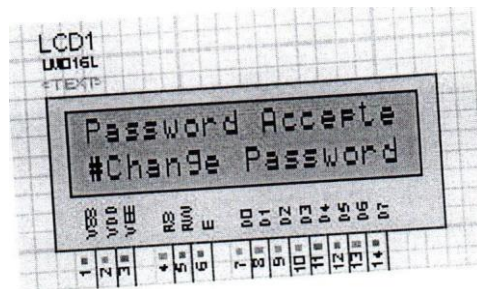 LCD1
LM016L
<TEXT>
Password Accepte
#Change Password
VSS VDD VEE RS RW E D0 D1 D2 D3 D4 D5 D6 D7
1 2 3 4 5 6 7 8 9 10 11 12 13 14